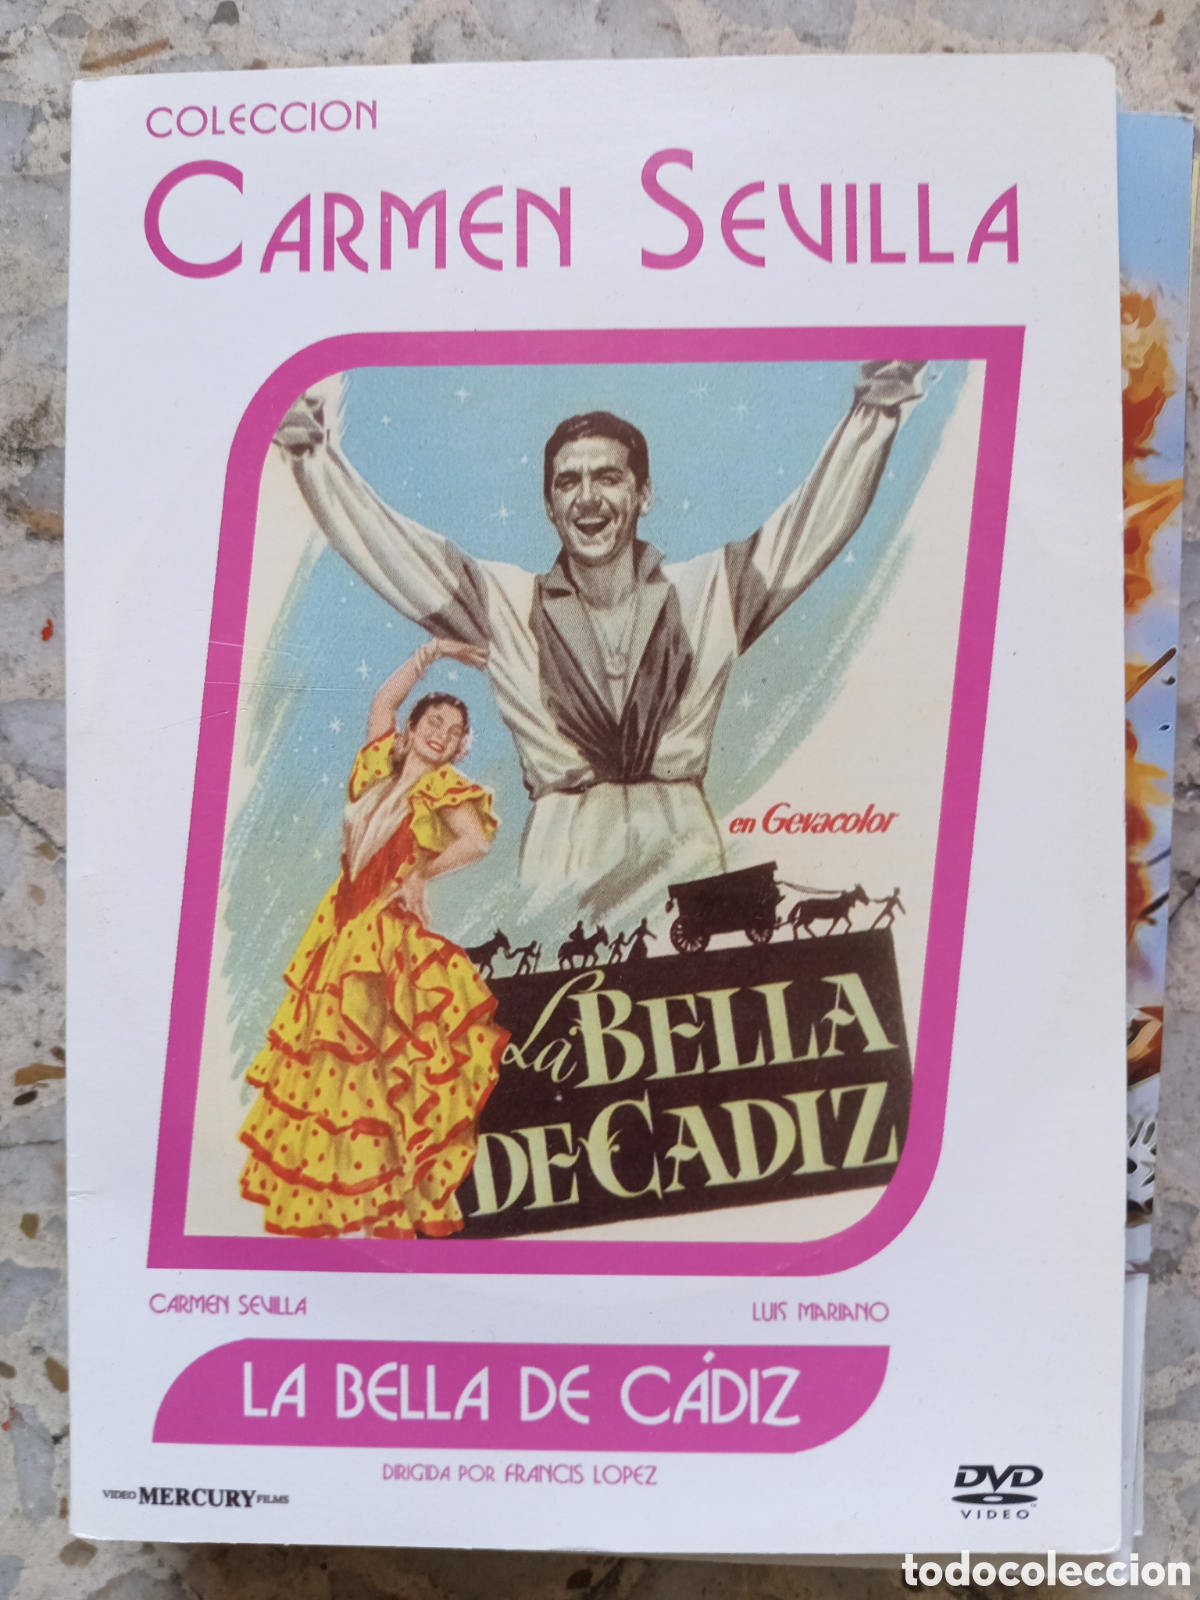 COLECCION
CARMEN SEVILLA
en Gevacolor
La BELLA
DE CADIZ
CARMEN SEVILLA
LUIS MARIANO
LA BELLA DE CÁDIZ
DIRIGIDA POR FRANCIS LOPEZ
VIDEO MERCURY FILMS
DVD
VIDEO
todocoleccion